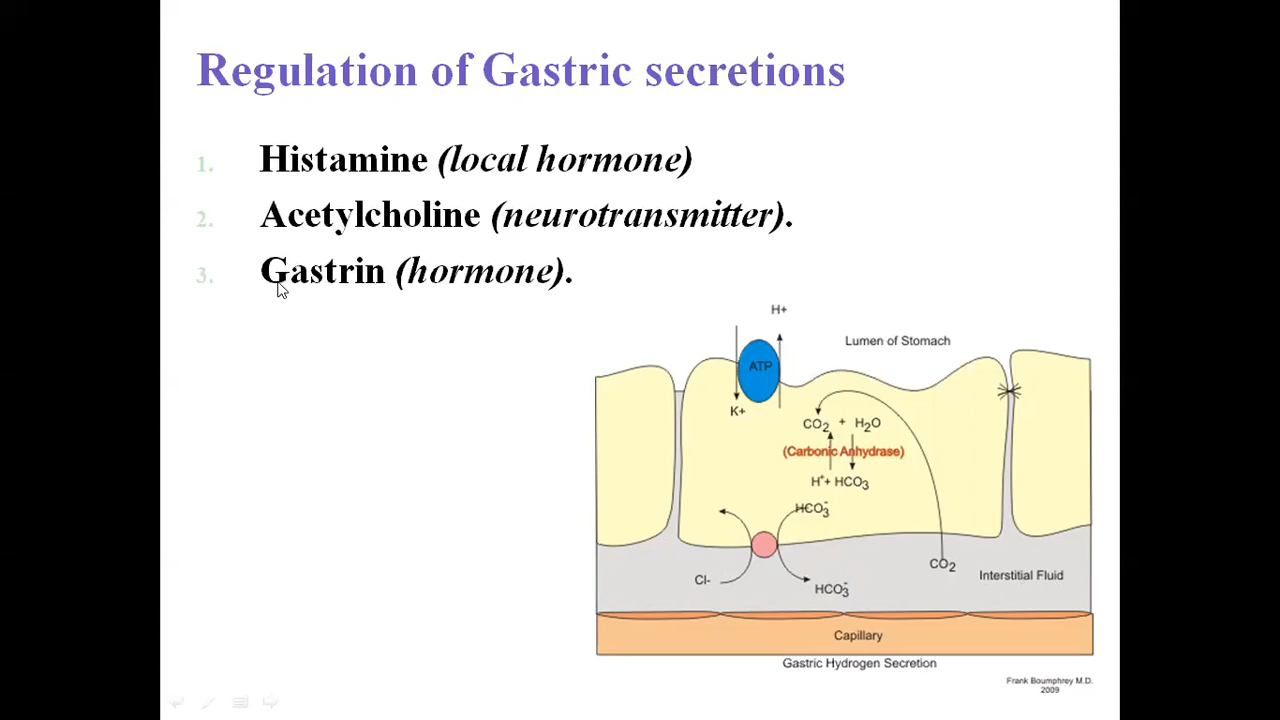 Regulation of Gastric secretions
1. Histamine (local hormone)
2. Acetylcholine (neurotransmitter).
3. Gastrin (hormone).
H+
Lumen of Stomach
ATP
K+
CO2 + H2O
(Carbonic Anhydrase)
H+ + HCO3
HCO3-
Cl-
HCO3-
CO2
Interstitial Fluid
Capillary
Gastric Hydrogen Secretion
Frank Boumphrey M.D.
2009